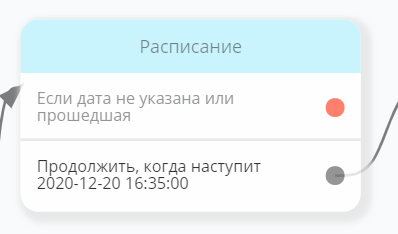 Расписание
Если дата не указана или
прошедшая
Продолжить, когда наступит
2020-12-20 16:35:00